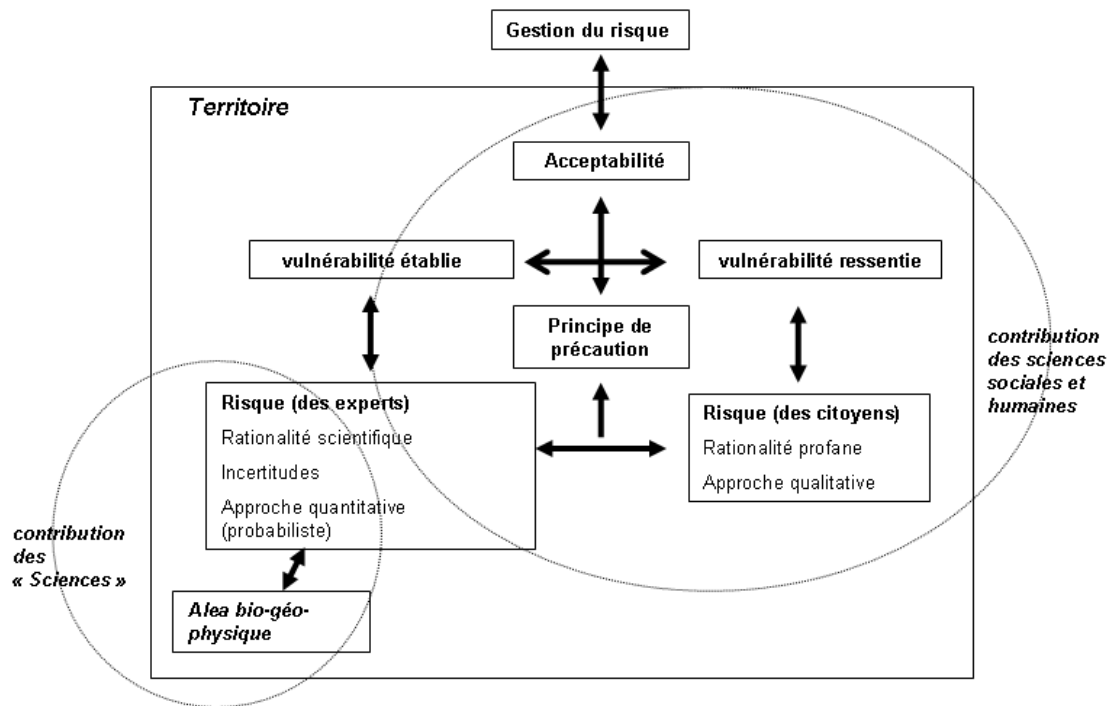 Gestion du risque
Territoire
Acceptabilité
vulnérabilité établie
vulnérabilité ressentie
Principe de
précaution
contribution
des sciences
sociales et
humaines
Risque (des experts)
Rationalité scientifique
Incertitudes
Approche quantitative
(probabiliste)
Risque (des citoyens)
Rationalité profane
Approche qualitative
contribution
des
« Sciences »
Alea bio-géo-
physique